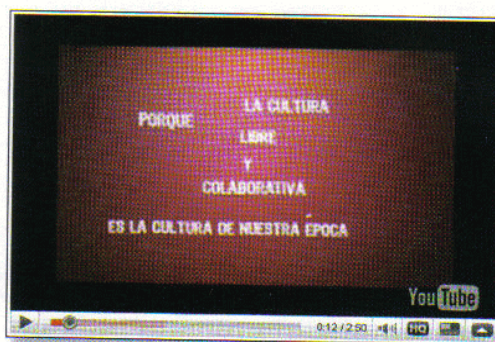 PORQUE LA CULTURA
LIBRE
Y
COLABORATIVA
ES LA CULTURA DE NUESTRA ÉPOCA
YouTube
0:12 / 2:50 HQ